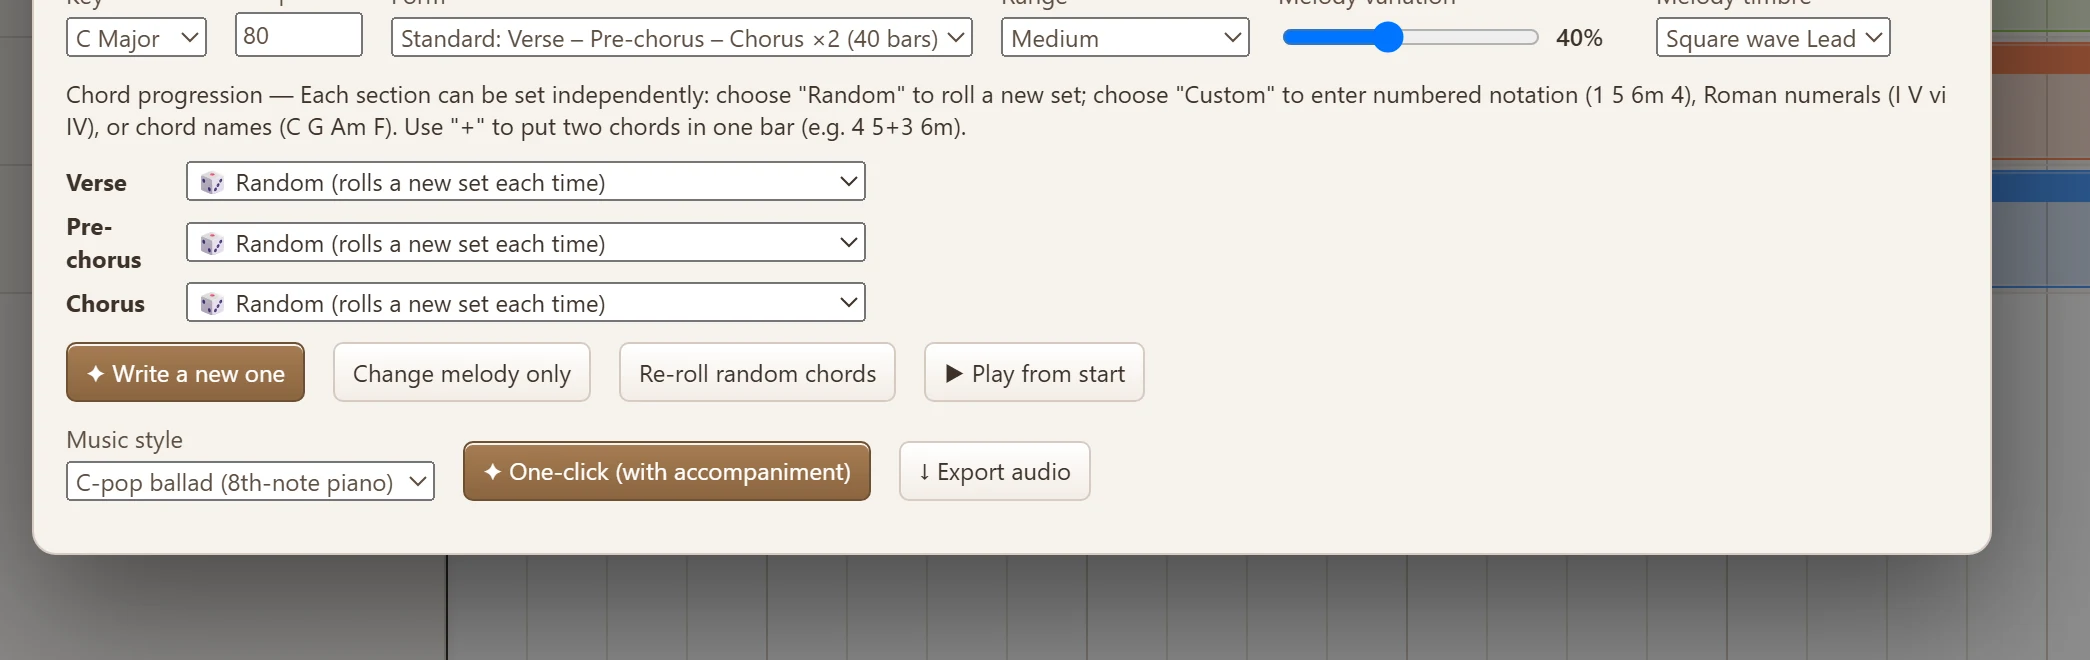 C Major
80
Standard: Verse – Pre-chorus – Chorus ×2 (40 bars)
Medium
40%
Square wave Lead
Chord progression — Each section can be set independently: choose "Random" to roll a new set; choose "Custom" to enter numbered notation (1 5 6m 4), Roman numerals (I V vi
IV), or chord names (C G Am F). Use "+" to put two chords in one bar (e.g. 4 5+3 6m).
Verse
Random (rolls a new set each time)
Pre-
chorus
Random (rolls a new set each time)
Chorus
Random (rolls a new set each time)
✦ Write a new one
Change melody only
Re-roll random chords
▶ Play from start
Music style
C-pop ballad (8th-note piano)
✦ One-click (with accompaniment)
↓ Export audio